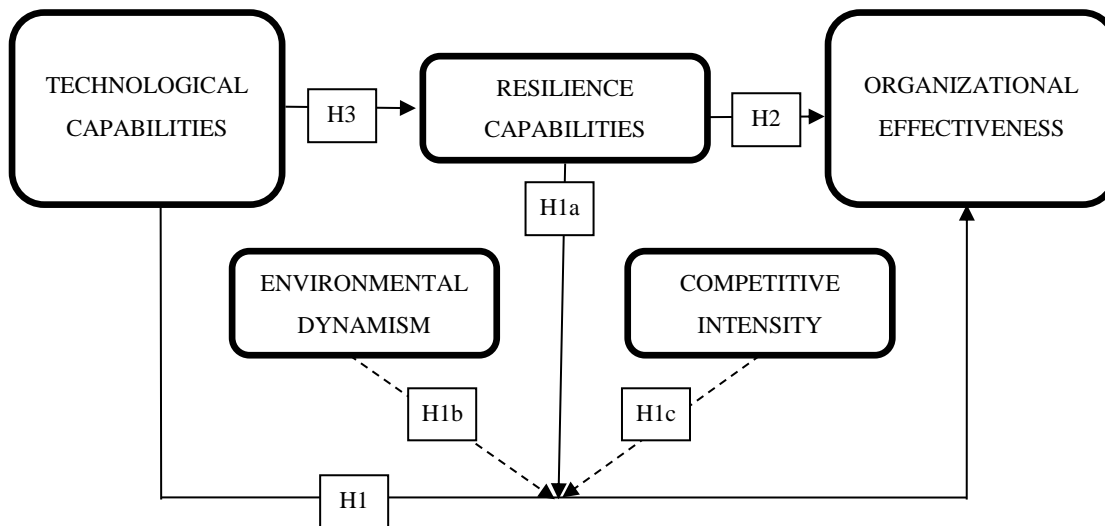 TECHNOLOGICAL
CAPABILITIES
H3
RESILIENCE
CAPABILITIES
H2
ORGANIZATIONAL
EFFECTIVENESS
H1a
ENVIRONMENTAL
DYNAMISM
COMPETITIVE
INTENSITY
H1b
H1c
H1